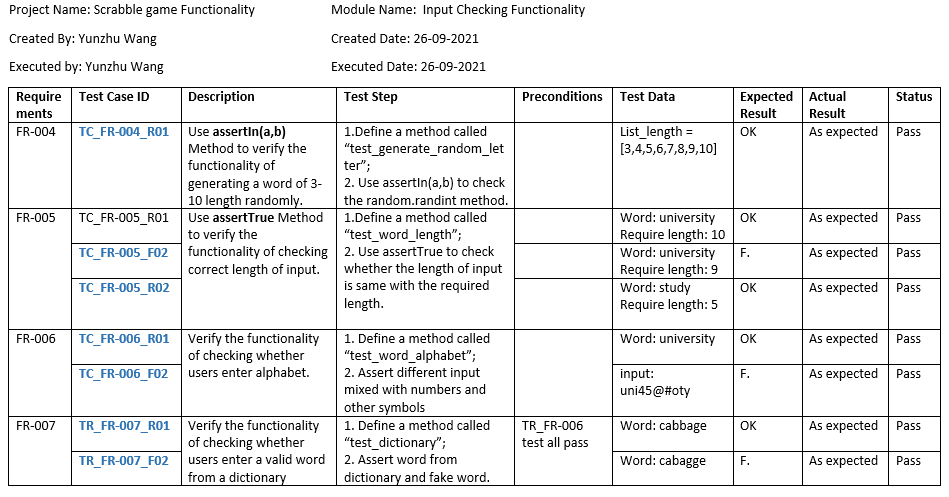 Project Name: Scrabble game Functionality
Module Name: Input Checking Functionality
Created By: Yunzhu Wang
Created Date: 26-09-2021
Executed by: Yunzhu Wang
Executed Date: 26-09-2021
Require
ments
Test Case ID
Description
Test Step
Preconditions
Test Data
Expected
Result
Actual
Result
Status
FR-004
TC_FR-004_R01
Use assertIn(a,b)
Method to verify the
functionality of
generating a word of 3-
10 length randomly.
1.Define a method called
“test_generate_random_let
ter”;
2. Use assertIn(a,b) to check
the random.randint method.
List_length =
[3,4,5,6,7,8,9,10]
OK
As expected
Pass
FR-005
TC_FR-005_R01
Use assertTrue Method
to verify the
functionality of checking
correct length of input.
1.Define a method called
“test_word_length”;
2. Use assertTrue to check
whether the length of input
is same with the required
length.
Word: university
Require length: 10
OK
As expected
Pass
TC_FR-005_F02
Word: university
Require length: 9
F.
As expected
Pass
TC_FR-005_R02
Word: study
Require length: 5
OK
As expected
Pass
FR-006
TC_FR-006_R01
Verify the functionality
of checking whether
users enter alphabet.
1. Define a method called
“test_word_alphabet”;
2. Assert different input
mixed with numbers and
other symbols
Word: university
OK
As expected
Pass
TC_FR-006_F02
input:
uni45@#oty
F.
As expected
Pass
FR-007
TR_FR-007_R01
Verify the functionality
of checking whether
users enter a valid word
from a dictionary
1. Define a method called
“test_dictionary”;
2. Assert word from
dictionary and fake word.
TR_FR-006
test all pass
Word: cabbage
OK
As expected
Pass
TR_FR-007_F02
Word: cabagge
F.
As expected
Pass